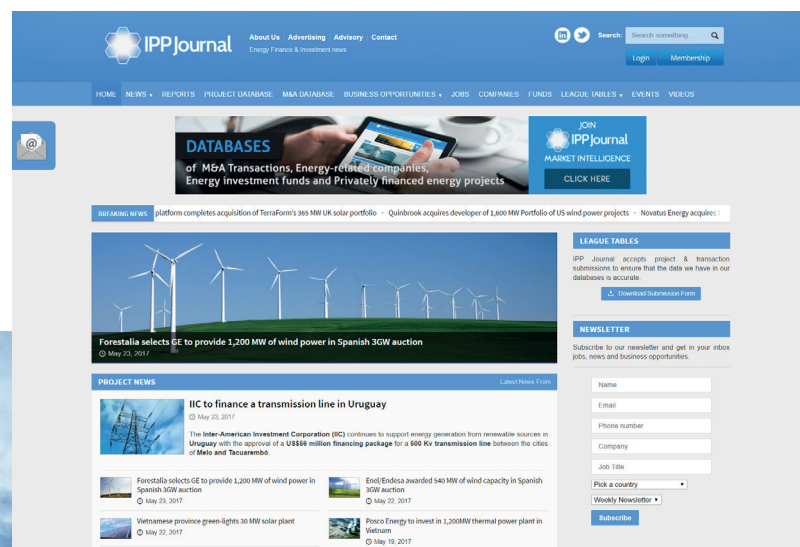 IPP Journal
About Us | Advertising | Advisory | Contact
Energy Finance & Investment news
Search: Search something...
Login Membership
HOME NEWS REPORTS PROJECT DATABASE M&A DATABASE BUSINESS OPPORTUNITIES JOBS COMPANIES FUNDS LEAGUE TABLES EVENTS VIDEOS
DATABASES
of M&A Transactions, Energy-related companies,
Energy investment funds and Privately financed energy projects
JOIN
IPP Journal
MARKET INTELLIGENCE
CLICK HERE
BREAKING NEWS platform completes acquisition of TerraForm's 365 MW UK solar portfolio Quinbrook acquires developer of 1,600 MW Portfolio of US wind power projects Novatus Energy acquires
Forestalia selects GE to provide 1,200 MW of wind power in Spanish 3GW auction
May 23, 2017
LEAGUE TABLES
IPP Journal accepts project & transaction
submissions to ensure that the data we have in our
databases is accurate.
Download Submission Form
NEWSLETTER
Subscribe to our newsletter and get in your inbox
jobs, news and business opportunities.
Name
Email
Phone number
Company
Job Title
Pick a country
Weekly Newsletter
Subscribe
PROJECT NEWS Latest News From
IIC to finance a transmission line in Uruguay
May 23, 2017
The Inter-American Investment Corporation (IIC) continues to support energy generation from renewable sources in
Uruguay with the approval of a US$56 million financing package for a 500 Kv transmission line between the cities
of Melo and Tacuarembó.
Forestalia selects GE to provide 1,200 MW of wind power in
Spanish 3GW auction
May 23, 2017
Enel/Endesa awarded 540 MW of wind capacity in Spanish
3GW auction
May 22, 2017
Vietnamese province green-lights 30 MW solar plant
May 22, 2017
Posco Energy to invest in 1,200MW thermal power plant in
Vietnam
May 19, 2017